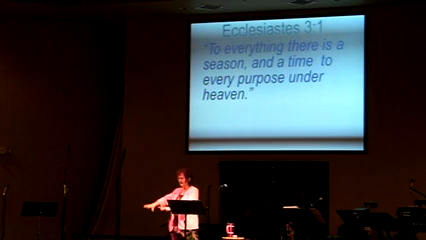 Ecclesiastes 3:1
"To everything there is a
season, and a time to
every purpose under
heaven."